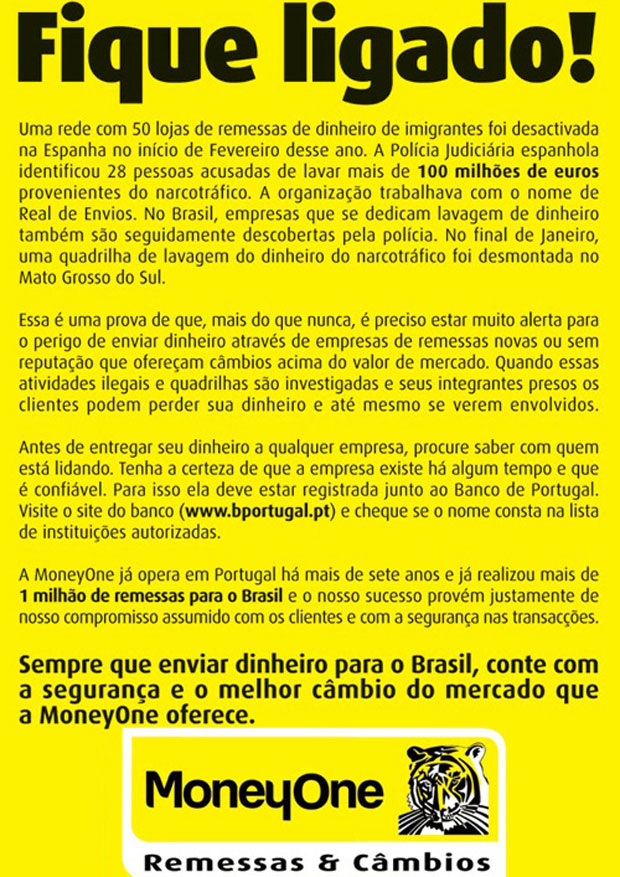 Fique ligado!
Uma rede com 50 lojas de remessas de dinheiro de imigrantes foi desactivada
na Espanha no início de Fevereiro desse ano. A Polícia Judiciária espanhola
identificou 28 pessoas acusadas de lavar mais de 100 milhões de euros
provenientes do narcotráfico. A organização trabalhava com o nome de
Real de Envios. No Brasil, empresas que se dedicam lavagem de dinheiro
também são seguidamente descobertas pela polícia. No final de Janeiro,
uma quadrilha de lavagem do dinheiro do narcotráfico foi desmontada no
Mato Grosso do Sul.
Essa é uma prova de que, mais do que nunca, é preciso estar muito alerta para
o perigo de enviar dinheiro através de empresas de remessas novas ou sem
reputação que ofereçam câmbios acima do valor de mercado. Quando essas
atividades ilegais e quadrilhas são investigadas e seus integrantes presos os
clientes podem perder sua dinheiro e até mesmo se verem envolvidos.
Antes de entregar seu dinheiro a qualquer empresa, procure saber com quem
está lidando. Tenha a certeza de que a empresa existe há algum tempo e que
é confiável. Para isso ela deve estar registrada junto ao Banco de Portugal.
Visite o site do banco (www.bportugal.pt) e cheque se o nome consta na lista
de instituições autorizadas.
A MoneyOne já opera em Portugal há mais de sete anos e já realizou mais de
1 milhão de remessas para o Brasil e o nosso sucesso provém justamente de
nosso compromisso assumido com os clientes e com a segurança nas transacções.
Sempre que enviar dinheiro para o Brasil, conte com
a segurança e o melhor câmbio do mercado que
a MoneyOne oferece.
MoneyOne
Remessas & Câmbios